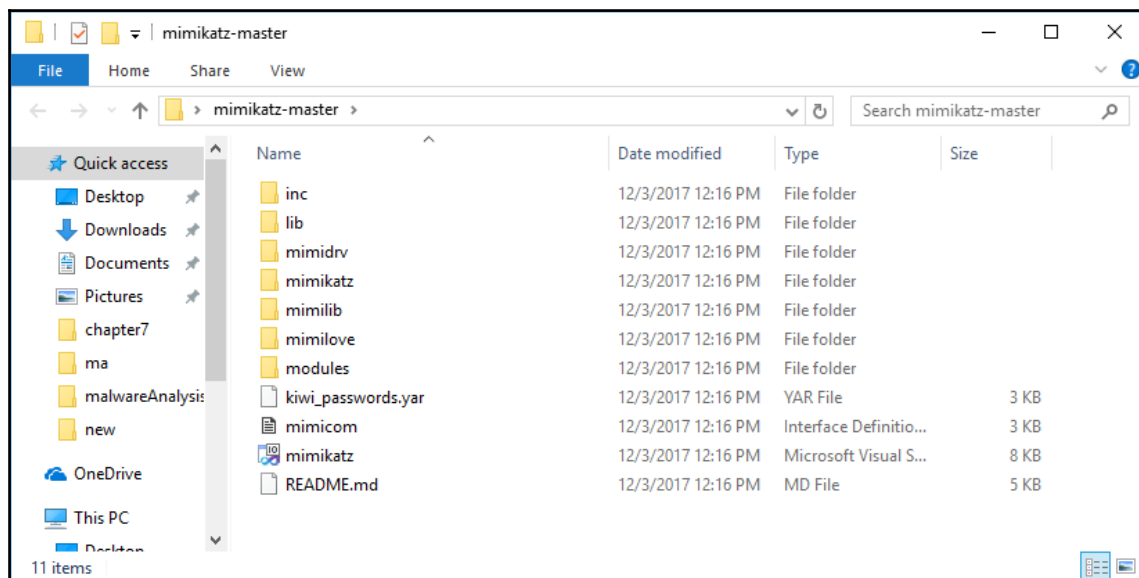 mimikatz-master
File Home Share View
mimikatz-master Search mimikatz-master
Quick access
Desktop
Downloads
Documents
Pictures
chapter7
ma
malwareAnalysis
new
OneDrive
This PC
Desktop
Name Date modified Type Size
inc 12/3/2017 12:16 PM File folder
lib 12/3/2017 12:16 PM File folder
mimidrv 12/3/2017 12:16 PM File folder
mimikatz 12/3/2017 12:16 PM File folder
mimilib 12/3/2017 12:16 PM File folder
mimilove 12/3/2017 12:16 PM File folder
modules 12/3/2017 12:16 PM File folder
kiwi_passwords.yar 12/3/2017 12:16 PM YAR File 3 KB
mimicom 12/3/2017 12:16 PM Interface Definitio... 3 KB
mimikatz 12/3/2017 12:16 PM Microsoft Visual S... 8 KB
README.md 12/3/2017 12:16 PM MD File 5 KB
11 items